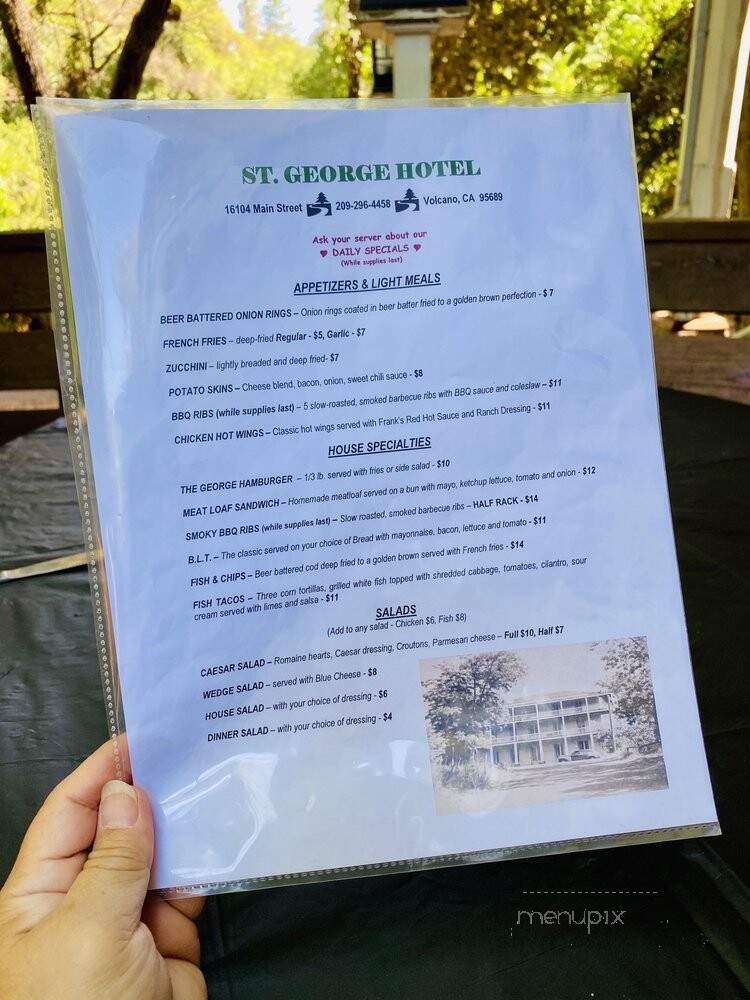 ST. GEORGE HOTEL
16104 Main Street 209-296-4458 Volcano, CA 95689
Ask your server about our
♥ DAILY SPECIALS ♥
(While supplies last)
APPETIZERS & LIGHT MEALS
BEER BATTERED ONION RINGS – Onion rings coated in beer batter fried to a golden brown perfection - $ 7
FRENCH FRIES – deep-fried Regular - $5, Garlic - $7
ZUCCHINI – lightly breaded and deep fried- $7
POTATO SKINS – Cheese blend, bacon, onion, sweet chili sauce - $8
BBQ RIBS (while supplies last) – 5 slow-roasted, smoked barbecue ribs with BBQ sauce and coleslaw – $11
CHICKEN HOT WINGS – Classic hot wings served with Frank's Red Hot Sauce and Ranch Dressing - $11
HOUSE SPECIALTIES
THE GEORGE HAMBURGER – 1/3 lb. served with fries or side salad - $10
MEAT LOAF SANDWICH – Homemade meatloaf served on a bun with mayo, ketchup lettuce, tomato and onion - $12
SMOKY BBQ RIBS (while supplies last) – Slow roasted, smoked barbecue ribs – HALF RACK - $14
B.L.T. – The classic served on your choice of Bread with mayonnaise, bacon, lettuce and tomato - $11
FISH & CHIPS – Beer battered cod deep fried to a golden brown served with French fries - $14
FISH TACOS – Three corn tortillas, grilled white fish topped with shredded cabbage, tomatoes, cilantro, sour
cream served with limes and salsa - $11
SALADS
(Add to any salad - Chicken $6, Fish $8)
CAESAR SALAD – Romaine hearts, Caesar dressing, Croutons, Parmesan cheese – Full $10, Half $7
WEDGE SALAD – served with Blue Cheese - $8
HOUSE SALAD – with your choice of dressing - $6
DINNER SALAD – with your choice of dressing - $4
menupix